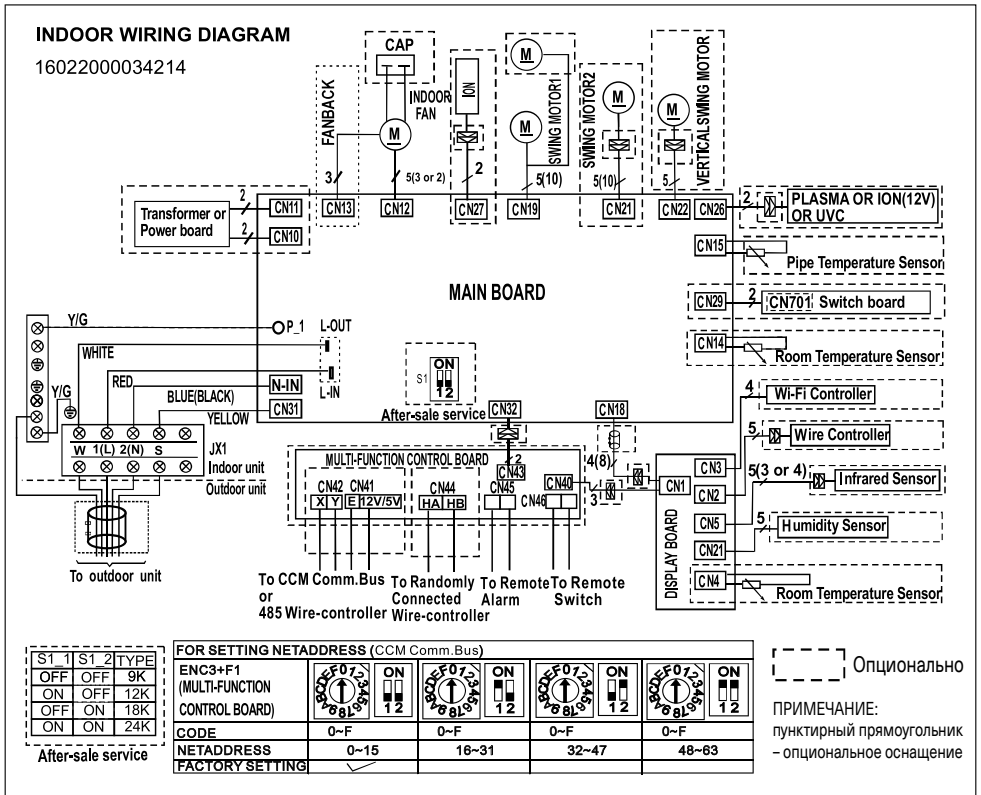 INDOOR WIRING DIAGRAM
16022000034214
CAP
M
INDOOR
FAN
FANBACK
3
5(3 or 2)
ION
2
M
M
SWING MOTOR1
5(10)
SWING MOTOR2
M
5(10)
VERTICALSWING MOTOR
M
5
Transformer or
Power board
2
2
CN11
CN10
CN13
CN12
CN27
CN19
CN21
CN22
CN26
2
PLASMA OR ION(12V)
OR UVC
CN15
Pipe Temperature Sensor
CN29
2
CN701
Switch board
CN14
Room Temperature Sensor
MAIN BOARD
Y/G
P_1
L-OUT
WHITE
RED
L-IN
N-IN
BLUE(BLACK)
CN31
YELLOW
Y/G
W 1(L) 2(N) S
JX1
Indoor unit
Outdoor unit
To outdoor unit
S1
ON
1 2
After-sale service
CN32
CN18
2
4(8)
3
MULTI-FUNCTION CONTROL BOARD
CN43
CN42
CN41
CN44
CN45
CN46
CN40
X Y E 12V/5V
HA HB
To CCM Comm.Bus
or
485 Wire-controller
To Randomly
Connected
Wire-controller
To Remote
Alarm
To Remote
Switch
DISPLAY BOARD
CN1
CN3
CN2
CN5
CN21
CN4
4
Wi-Fi Controller
5
Wire Controller
5(3 or 4)
Infrared Sensor
5
Humidity Sensor
Room Temperature Sensor
S1_1 S1_2 TYPE
OFF OFF 9K
ON OFF 12K
OFF ON 18K
ON ON 24K
After-sale service
FOR SETTING NETADDRESS (CCM Comm.Bus)
ENC3+F1
(MULTI-FUNCTION
CONTROL BOARD)
0123456789ABCDEF
ON
1 2
0123456789ABCDEF
ON
1 2
0123456789ABCDEF
ON
1 2
0123456789ABCDEF
ON
1 2
CODE 0~F 0~F 0~F 0~F
NETADDRESS 0~15 16~31 32~47 48~63
FACTORY SETTING
Опционально
ПРИМЕЧАНИЕ:
пунктирный прямоугольник
– опциональное оснащение